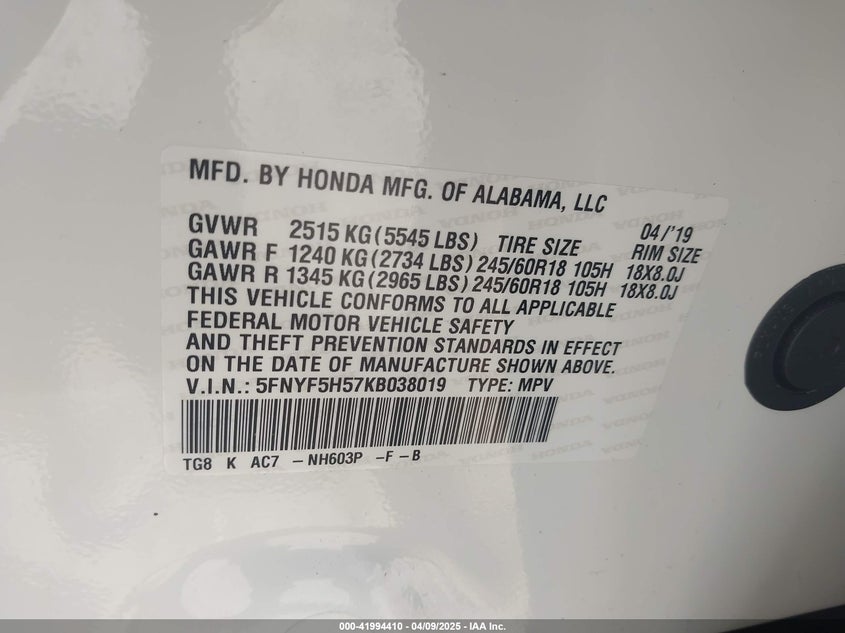 MFD. BY HONDA MFG. OF ALABAMA, LLC
GVWR 2515 KG (5545 LBS) TIRE SIZE 04/'19 RIM SIZE
GAWR F 1240 KG (2734 LBS) 245/60R18 105H 18X8.0J
GAWR R 1345 KG (2965 LBS) 245/60R18 105H 18X8.0J
THIS VEHICLE CONFORMS TO ALL APPLICABLE
FEDERAL MOTOR VEHICLE SAFETY
AND THEFT PREVENTION STANDARDS IN EFFECT
ON THE DATE OF MANUFACTURE SHOWN ABOVE.
V.I.N.: 5FNYF5H57KB038019 TYPE: MPV
TG8 K AC7 – NH603P – F – B
000-41994410 - 04/09/2025 - IAA Inc.